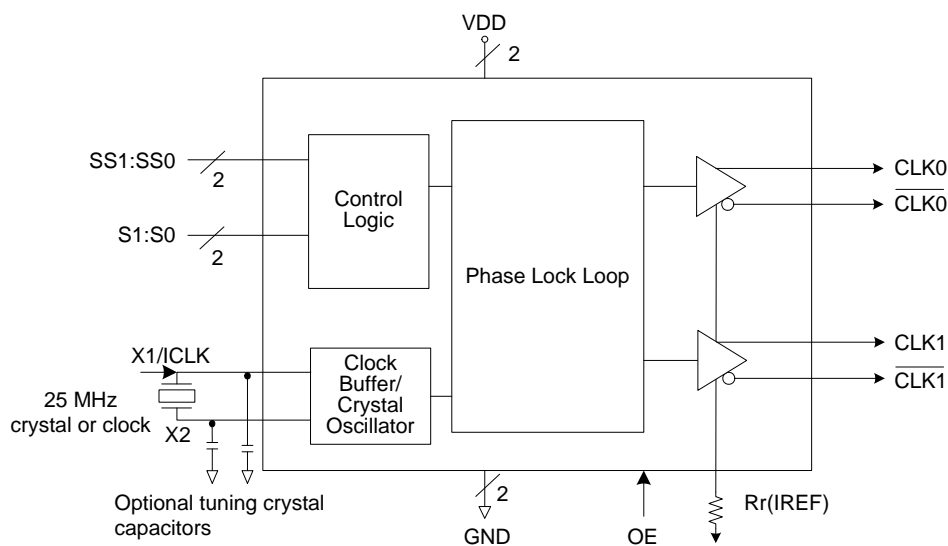 VDD
2
SS1:SS0
2
S1:S0
2
Control
Logic
Phase Lock Loop
CLK0
CLK0
CLK1
CLK1
X1/ICLK
25 MHz
crystal or clock
X2
Clock
Buffer/
Crystal
Oscillator
Optional tuning crystal
capacitors
2
GND
OE
Rr(IREF)